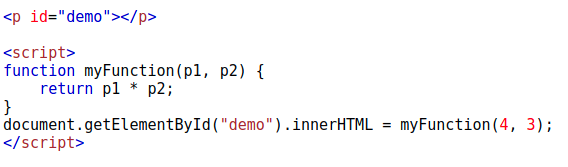 <p id="demo"></p>

<script>
function myFunction(p1, p2) {
    return p1 * p2;
}
document.getElementById("demo").innerHTML = myFunction(4, 3);
</script>